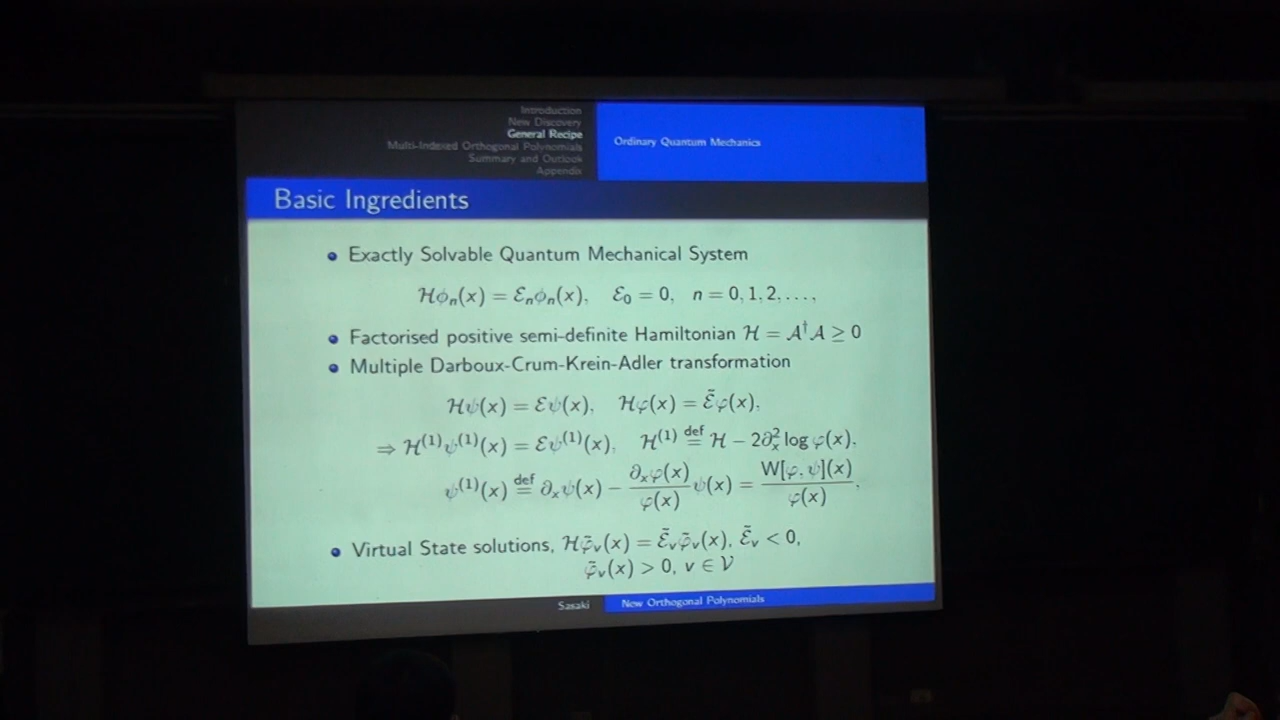 Introduction
New Discovery
General Recipe
Multi-Indexed Orthogonal Polynomials
Summary and Outlook
Appendix
Ordinary Quantum Mechanics
Basic Ingredients
• Exactly Solvable Quantum Mechanical System
ℋϕₙ(x) = ℰₙϕₙ(x), ℰ₀ = 0, n = 0, 1, 2, . . . ,
• Factorised positive semi-definite Hamiltonian ℋ = 𝒜†𝒜 ≥ 0
• Multiple Darboux-Crum-Krein-Adler transformation
ℋψ(x) = ℰψ(x), ℋφ(x) = ℰ̃φ(x),
⇒ ℋ⁽¹⁾ψ⁽¹⁾(x) = ℰψ⁽¹⁾(x), ℋ⁽¹⁾ def= ℋ − 2∂ₓ² log φ(x),
ψ⁽¹⁾(x) def= ∂ₓψ(x) − ∂ₓφ(x)/φ(x) ψ(x) = W[φ, ψ](x)/φ(x),
• Virtual State solutions, ℋφ̃ᵥ(x) = ℰ̃ᵥφ̃ᵥ(x), ℰ̃ᵥ < 0,
φ̃ᵥ(x) > 0, v ∈ 𝒱
Sasaki
New Orthogonal Polynomials